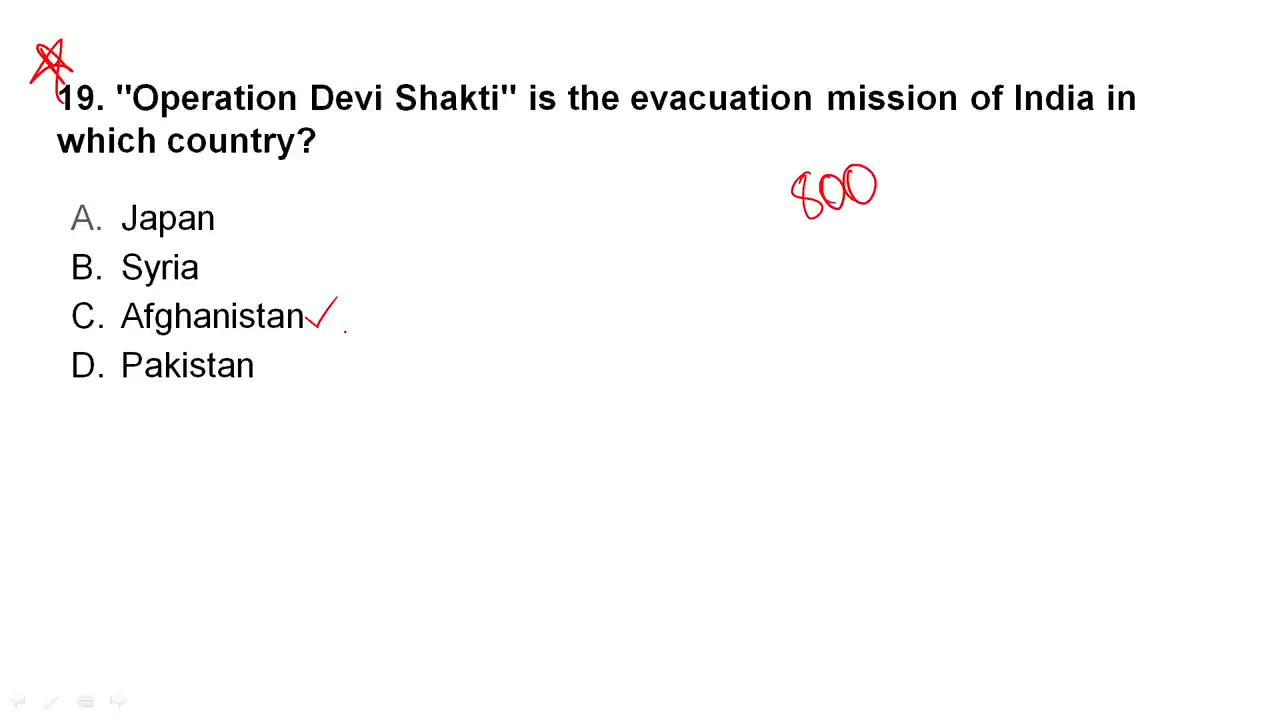 19. "Operation Devi Shakti" is the evacuation mission of India in
which country?
800
A. Japan
B. Syria
C. Afghanistan
D. Pakistan